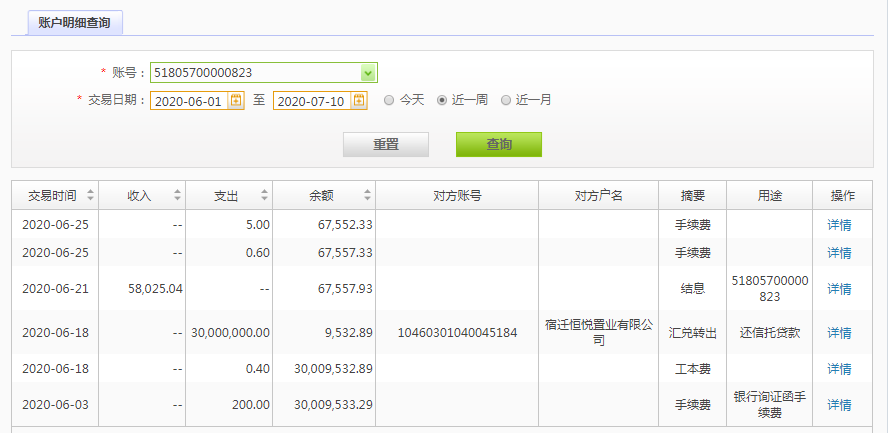 账户明细查询
* 账号： 51805700000823
* 交易日期： 2020-06-01 至 2020-07-10 今天 近一周 近一月
重置 查询
交易时间 收入 支出 余额 对方账号 对方户名 摘要 用途 操作
2020-06-25 -- 5.00 67,552.33 手续费 详情
2020-06-25 -- 0.60 67,557.33 手续费 详情
2020-06-21 58,025.04 -- 67,557.93 结息 51805700000
823 详情
2020-06-18 -- 30,000,000.00 9,532.89 10460301040045184 宿迁恒悦置业有限公
司 汇兑转出 还信托贷款 详情
2020-06-18 -- 0.40 30,009,532.89 工本费 详情
2020-06-03 -- 200.00 30,009,533.29 手续费 银行询证函手
续费 详情